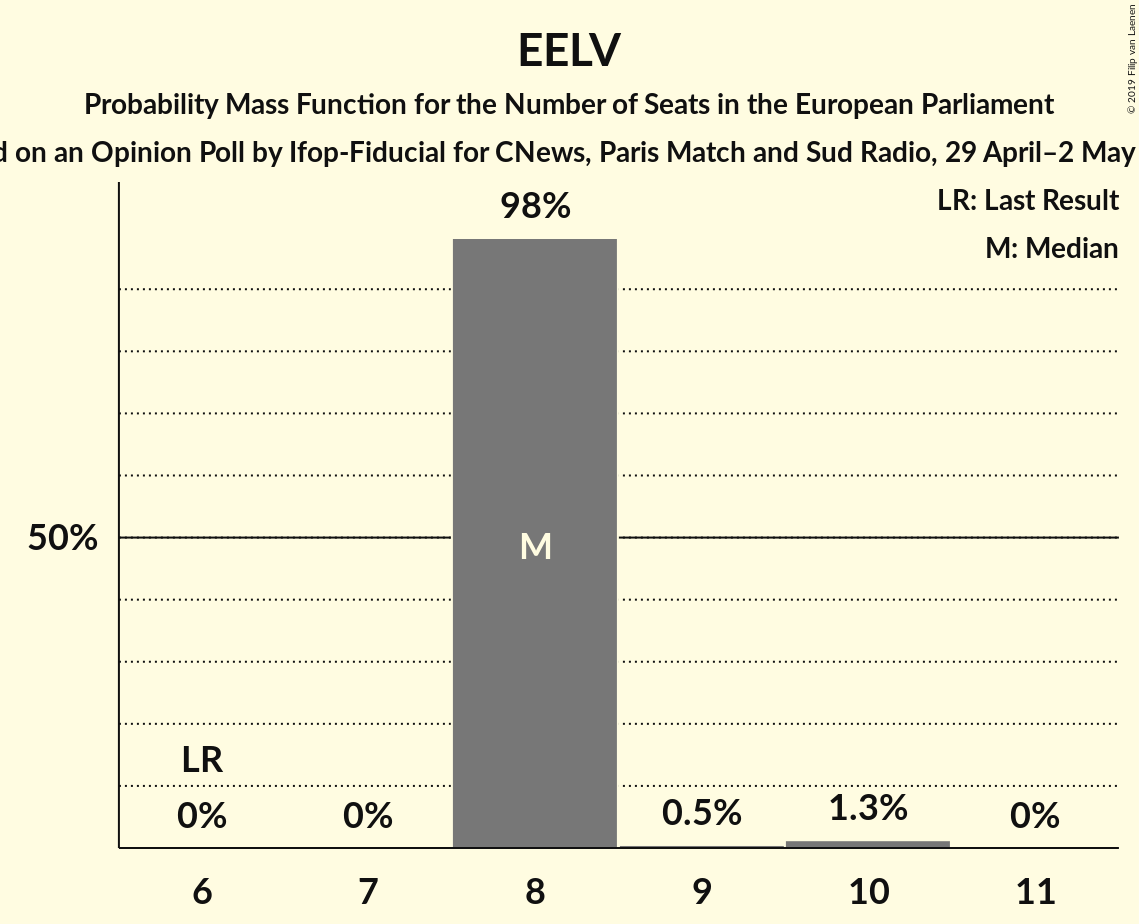 EELV
Probability Mass Function for the Number of Seats in the European Parliament
on an Opinion Poll by Ifop-Fiducial for CNews, Paris Match and Sud Radio, 29 April–2 May
© 2019 Filip van Laenen
LR: Last Result
M: Median
98%
50%
M
LR
0%
0%
0.5%
1.3%
0%
6
7
8
9
10
11